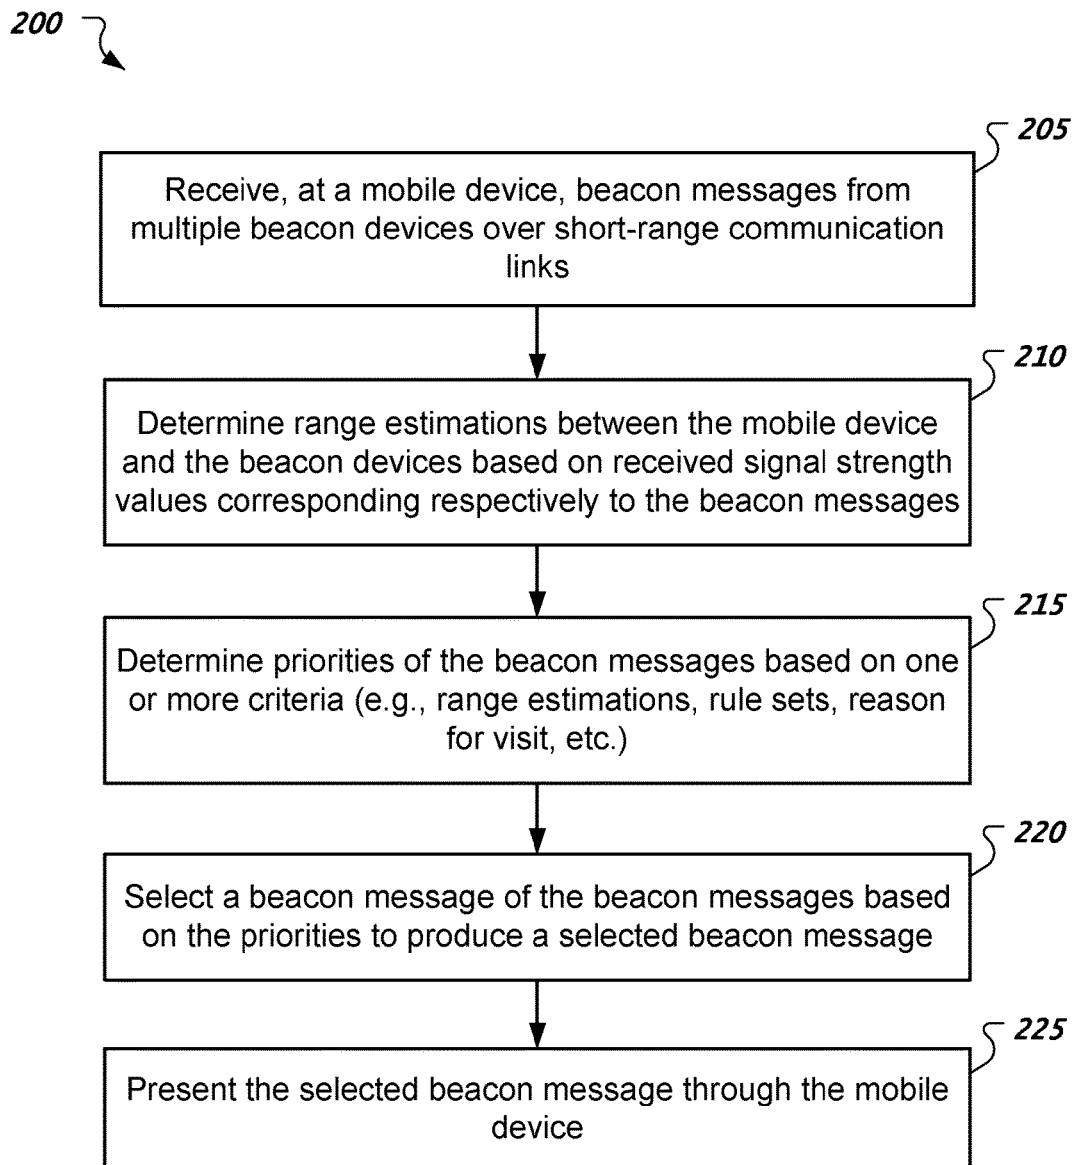 200
205
Receive, at a mobile device, beacon messages from
multiple beacon devices over short-range communication
links
210
Determine range estimations between the mobile device
and the beacon devices based on received signal strength
values corresponding respectively to the beacon messages
215
Determine priorities of the beacon messages based on one
or more criteria (e.g., range estimations, rule sets, reason
for visit, etc.)
220
Select a beacon message of the beacon messages based
on the priorities to produce a selected beacon message
225
Present the selected beacon message through the mobile
device